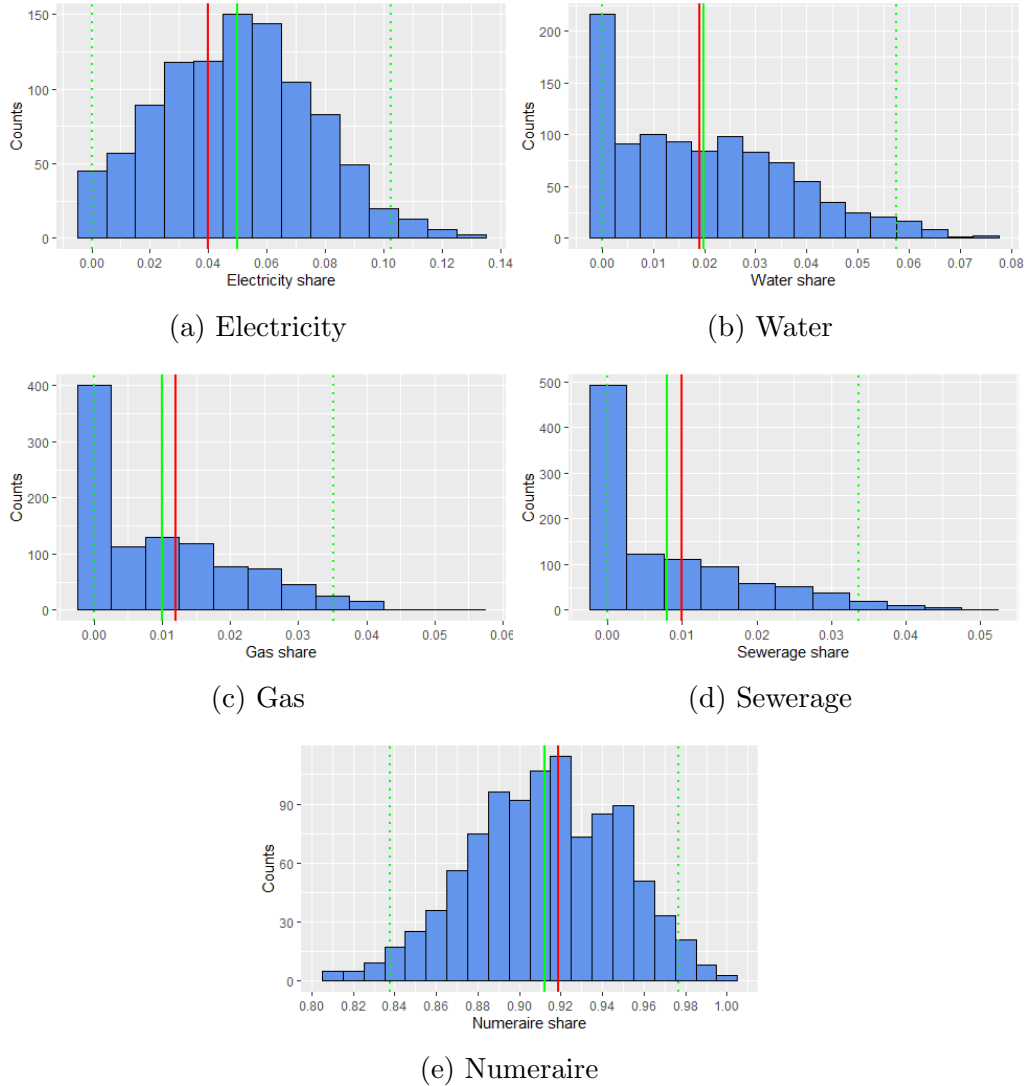 150
100
50
0
Counts
0.00 0.02 0.04 0.06 0.08 0.10 0.12 0.14
Electricity share
(a) Electricity
200
150
100
50
0
Counts
0.00 0.01 0.02 0.03 0.04 0.05 0.06 0.07 0.08
Water share
(b) Water
400
300
200
100
0
Counts
0.00 0.01 0.02 0.03 0.04 0.05
Gas share
(c) Gas
500
400
300
200
100
0
Counts
0.00 0.01 0.02 0.03 0.04 0.05
Sewerage share
(d) Sewerage
90
60
30
0
Counts
0.80 0.82 0.84 0.86 0.88 0.90 0.92 0.94 0.96 0.98 1.00
Numeraire share
(e) Numeraire